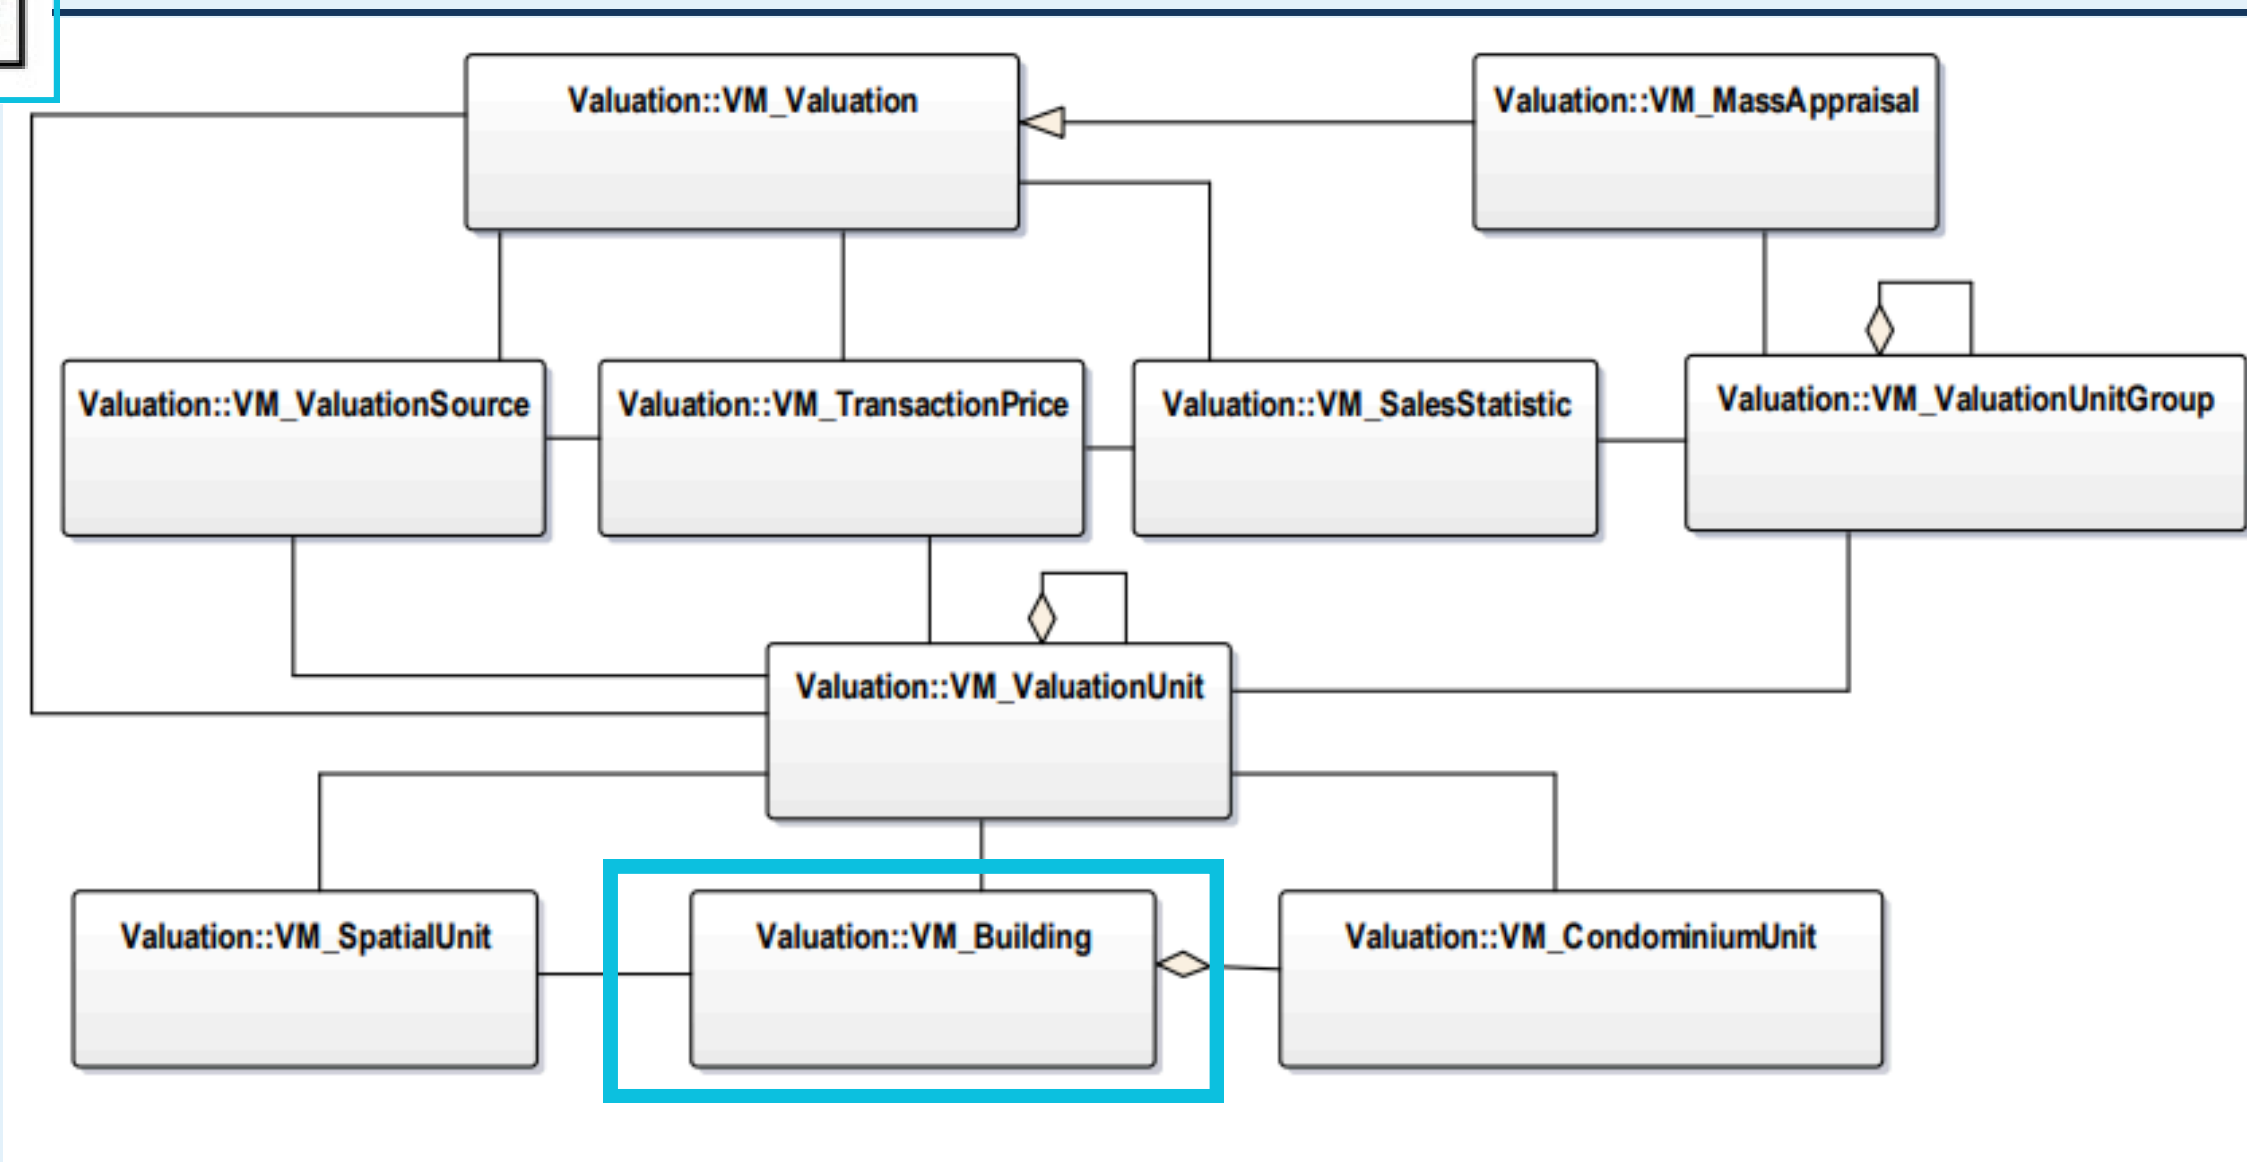 Valuation::VM_Valuation
Valuation::VM_MassAppraisal
Valuation::VM_ValuationSource
Valuation::VM_TransactionPrice
Valuation::VM_SalesStatistic
Valuation::VM_ValuationUnitGroup
Valuation::VM_ValuationUnit
Valuation::VM_SpatialUnit
Valuation::VM_Building
Valuation::VM_CondominiumUnit